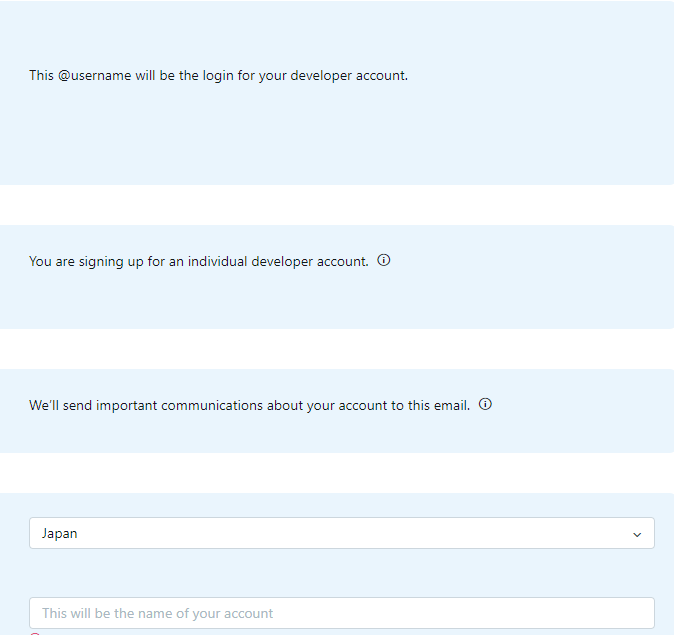 This @username will be the login for your developer account.
You are signing up for an individual developer account.
We'll send important communications about your account to this email.
Japan
This will be the name of your account